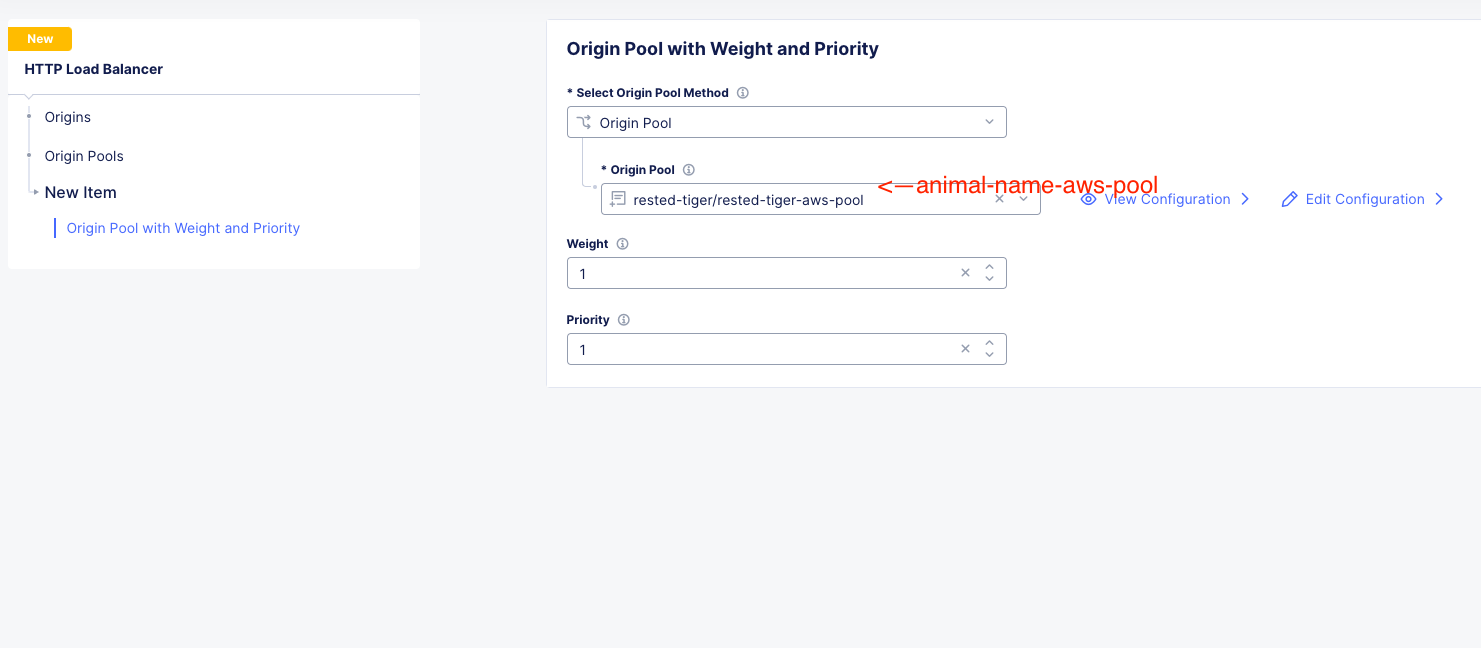 New
HTTP Load Balancer
Origins
Origin Pools
New Item
Origin Pool with Weight and Priority
Origin Pool with Weight and Priority
* Select Origin Pool Method
Origin Pool
* Origin Pool
<—animal-name-aws-pool
rested-tiger/rested-tiger-aws-pool
View Configuration
Edit Configuration
Weight
1
Priority
1